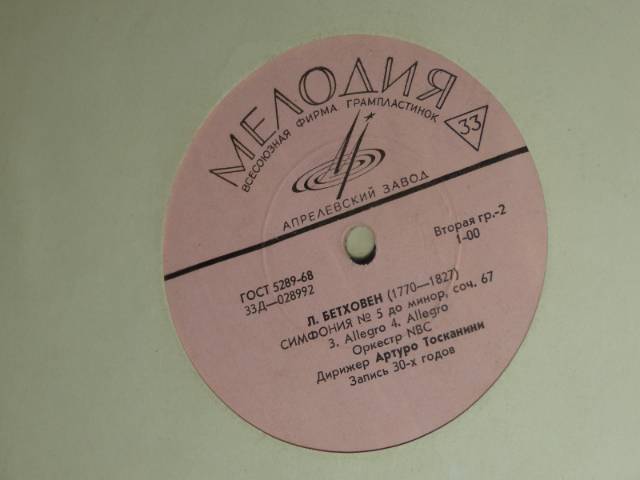 МЕЛОДИЯ
ВСЕСОЮЗНАЯ ФИРМА ГРАМПЛАСТИНОК
33
АПРЕЛЕВСКИЙ ЗАВОД
ГОСТ 5289-68
33Д—028992
Вторая гр.-2
1-00
Л. БЕТХОВЕН (1770—1827)
СИМФОНИЯ № 5 до минор, соч. 67
3. Allegro 4. Allegro
Оркестр NBC
Дирижер Артуро Тосканини
Запись 30-х годов